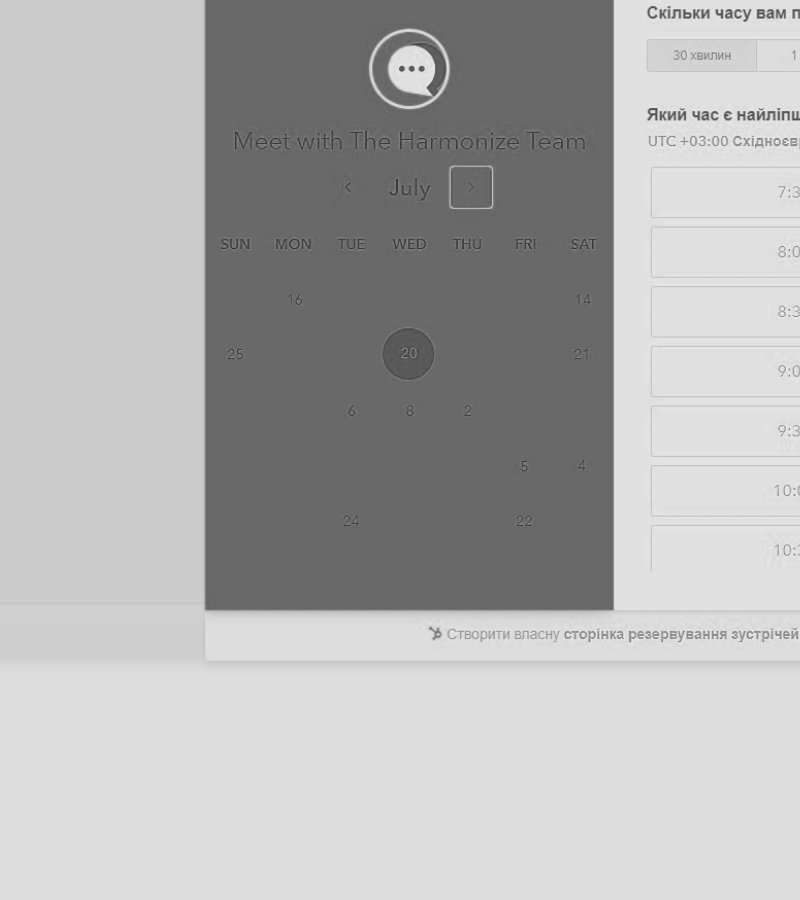 Meet with The Harmonize Team
‹ July ›
SUN MON TUE WED THU FRI SAT
16 14
25 20 21
6 8 2
5 4
24 22
Скільки часу вам п
30 хвилин 1
Який час є найліпш
UTC +03:00 Східноєв
7:3
8:0
8:3
9:0
9:3
10:0
10:3
Створити власну сторінка резервування зустрічей